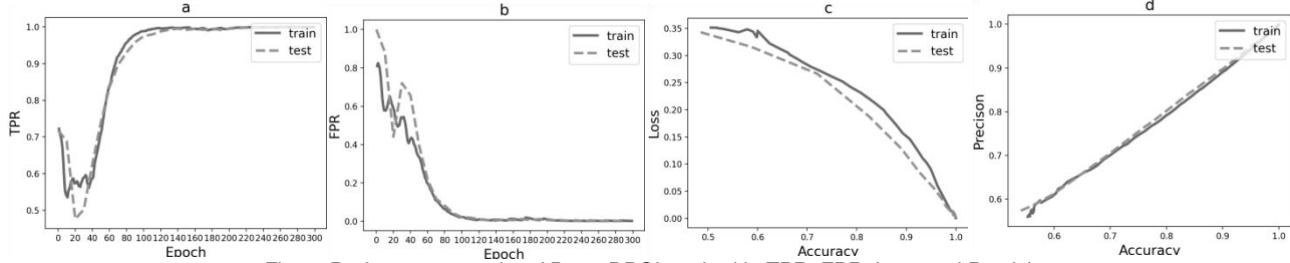 a
1.0
0.9
0.8
0.7
0.6
0.5
TPR
0 20 40 60 80 100 120 140 160 180 200 220 240 260 280 300
Epoch
train
test
b
1.0
0.8
0.6
0.4
0.2
0.0
FPR
0 20 40 60 80 100 120 140 160 180 200 220 240 260 280 300
Epoch
train
test
c
0.35
0.30
0.25
0.20
0.15
0.10
0.05
0.00
Loss
0.5 0.6 0.7 0.8 0.9 1.0
Accuracy
train
test
d
1.0
0.9
0.8
0.7
0.6
Precison
0.6 0.7 0.8 0.9 1.0
Accuracy
train
test